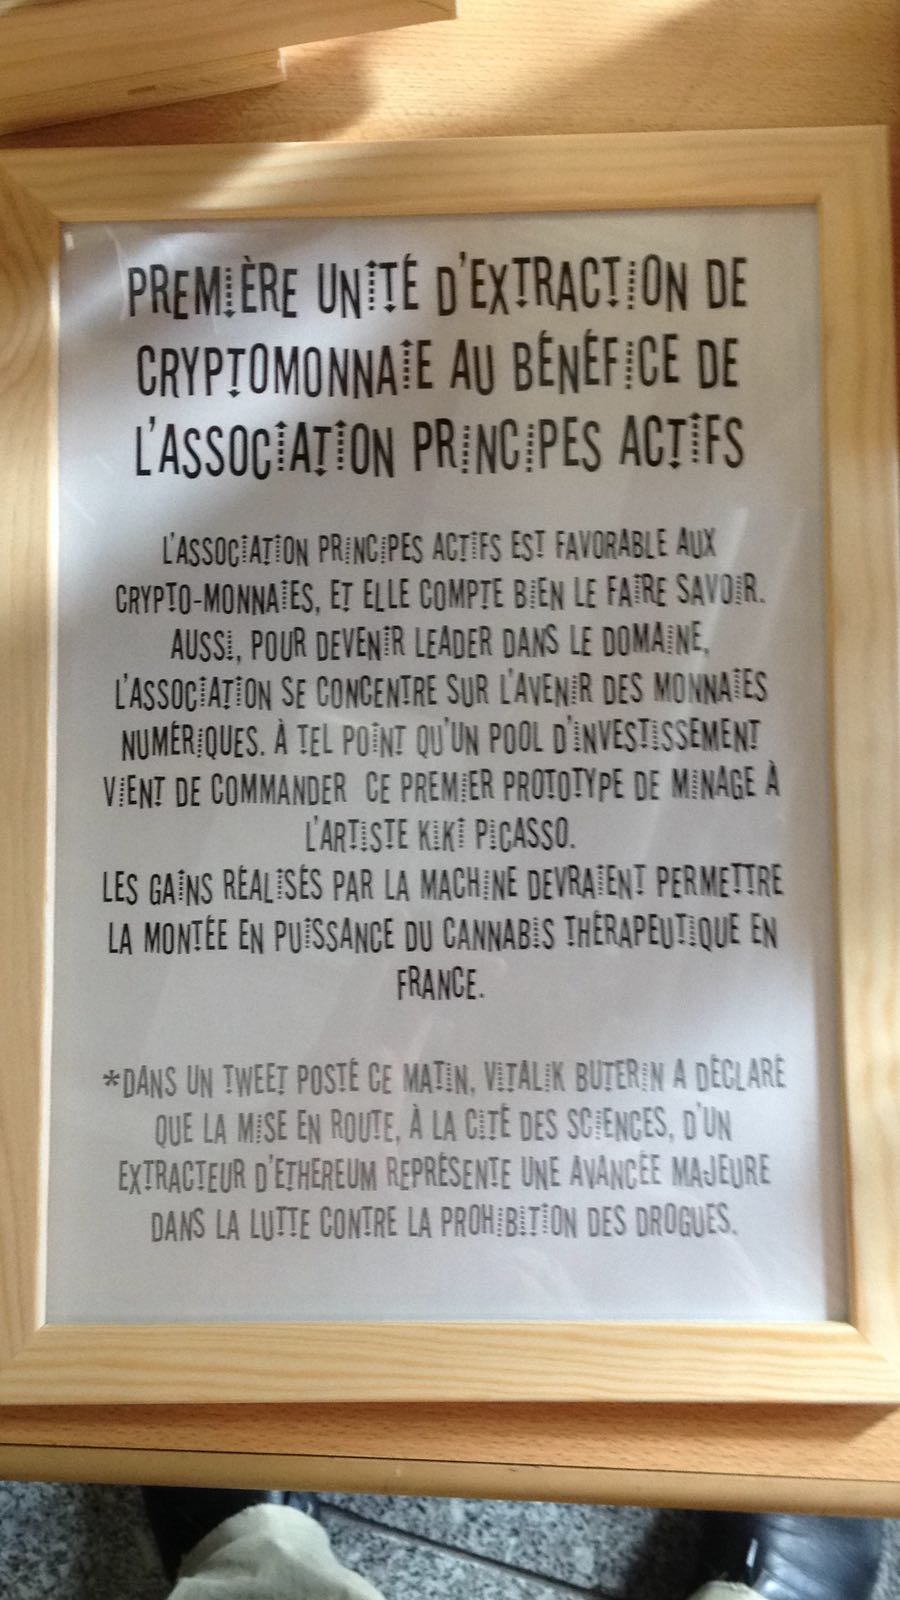 PREMIÈRE UNITÉ D'EXTRACTION DE
CRYPTOMONNAIE AU BÉNÉFICE DE
L'ASSOCIATION PRINCIPES ACTIFS
L'ASSOCIATION PRINCIPES ACTIFS EST FAVORABLE AUX
CRYPTO-MONNAIES, ET ELLE COMPTE BIEN LE FAIRE SAVOIR.
AUSSI, POUR DEVENIR LEADER DANS LE DOMAINE,
L'ASSOCIATION SE CONCENTRE SUR L'AVENIR DES MONNAIES
NUMÉRIQUES. À TEL POINT QU'UN POOL D'INVESTISSEMENT
VIENT DE COMMANDER CE PREMIER PROTOTYPE DE MINAGE À
L'ARTISTE KIKI PICASSO.
LES GAINS RÉALISÉS PAR LA MACHINE DEVRAIENT PERMETTRE
LA MONTÉE EN PUISSANCE DU CANNABIS THÉRAPEUTIQUE EN
FRANCE.
*DANS UN TWEET POSTÉ CE MATIN, VITALIK BUTERIN A DÉCLARÉ
QUE LA MISE EN ROUTE, À LA CITÉ DES SCIENCES, D'UN
EXTRACTEUR D'ETHEREUM REPRÉSENTE UNE AVANCÉE MAJEURE
DANS LA LUTTE CONTRE LA PROHIBITION DES DROGUES.